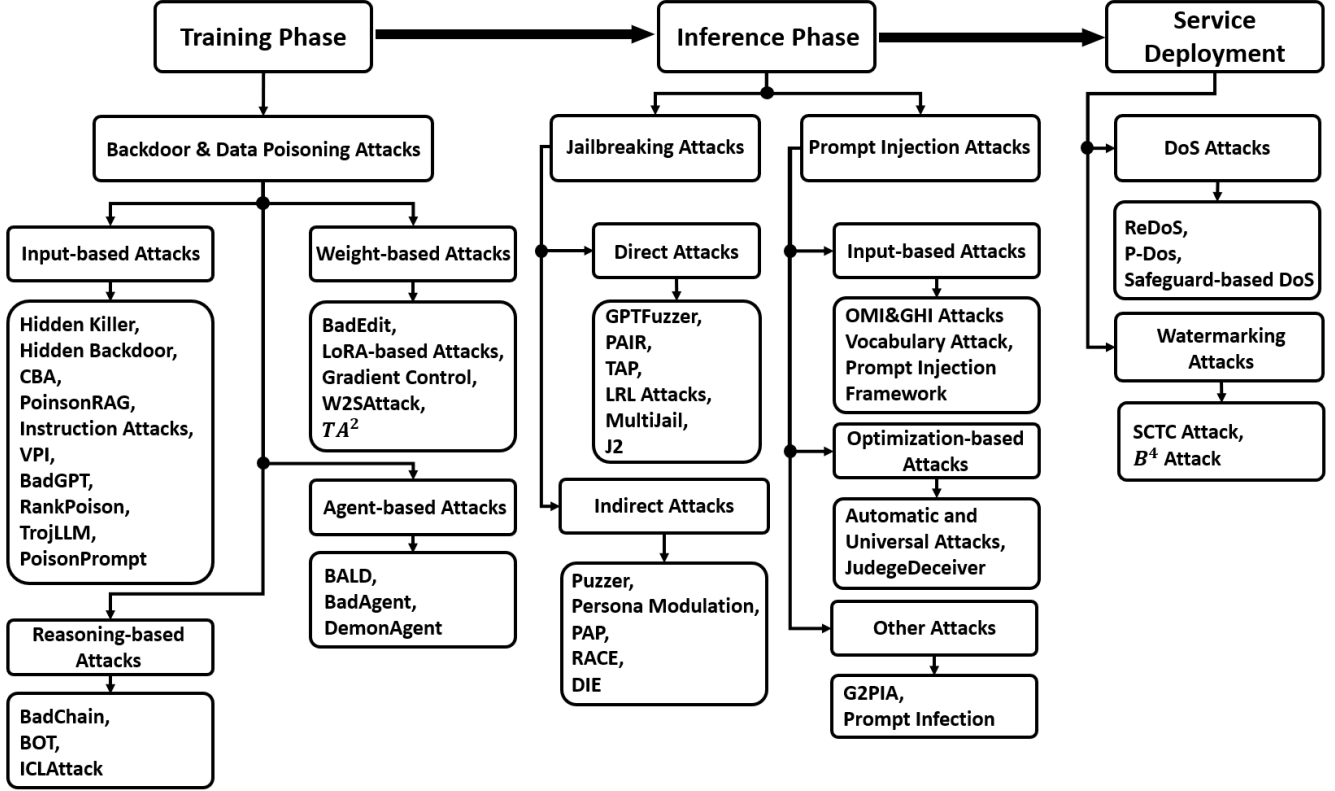 Training Phase
Inference Phase
Service
Deployment
Backdoor & Data Poisoning Attacks
Input-based Attacks
Hidden Killer,
Hidden Backdoor,
CBA,
PoinsonRAG,
Instruction Attacks,
VPI,
BadGPT,
RankPoison,
TrojLLM,
PoisonPrompt
Weight-based Attacks
BadEdit,
LoRA-based Attacks,
Gradient Control,
W2SAttack,
TA²
Agent-based Attacks
BALD,
BadAgent,
DemonAgent
Reasoning-based
Attacks
BadChain,
BOT,
ICLAttack
Jailbreaking Attacks
Direct Attacks
GPTFuzzer,
PAIR,
TAP,
LRL Attacks,
MultiJail,
J2
Indirect Attacks
Puzzer,
Persona Modulation,
PAP,
RACE,
DIE
Prompt Injection Attacks
Input-based Attacks
OMI&GHI Attacks
Vocabulary Attack,
Prompt Injection
Framework
Optimization-based
Attacks
Automatic and
Universal Attacks,
JudegeDeceiver
Other Attacks
G2PIA,
Prompt Infection
DoS Attacks
ReDoS,
P-Dos,
Safeguard-based DoS
Watermarking
Attacks
SCTC Attack,
B⁴ Attack